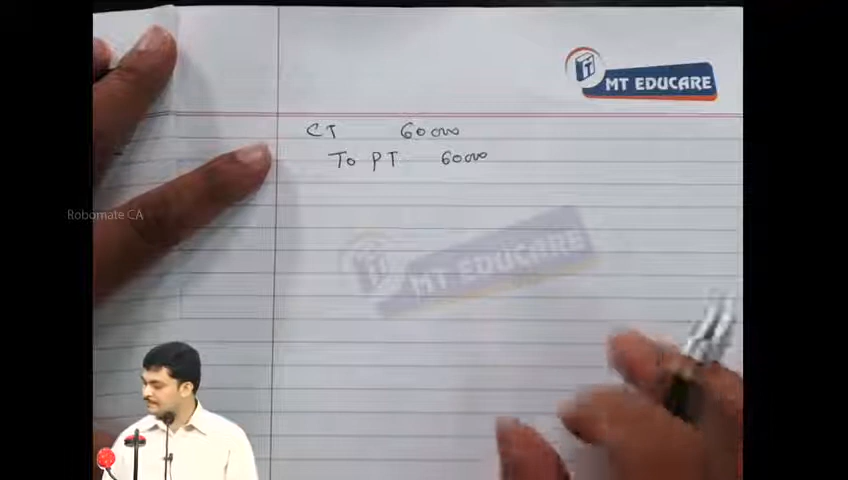 MT EDUCARE
CT 60000
To PT 60000
Robomate CA
MT EDUCARE